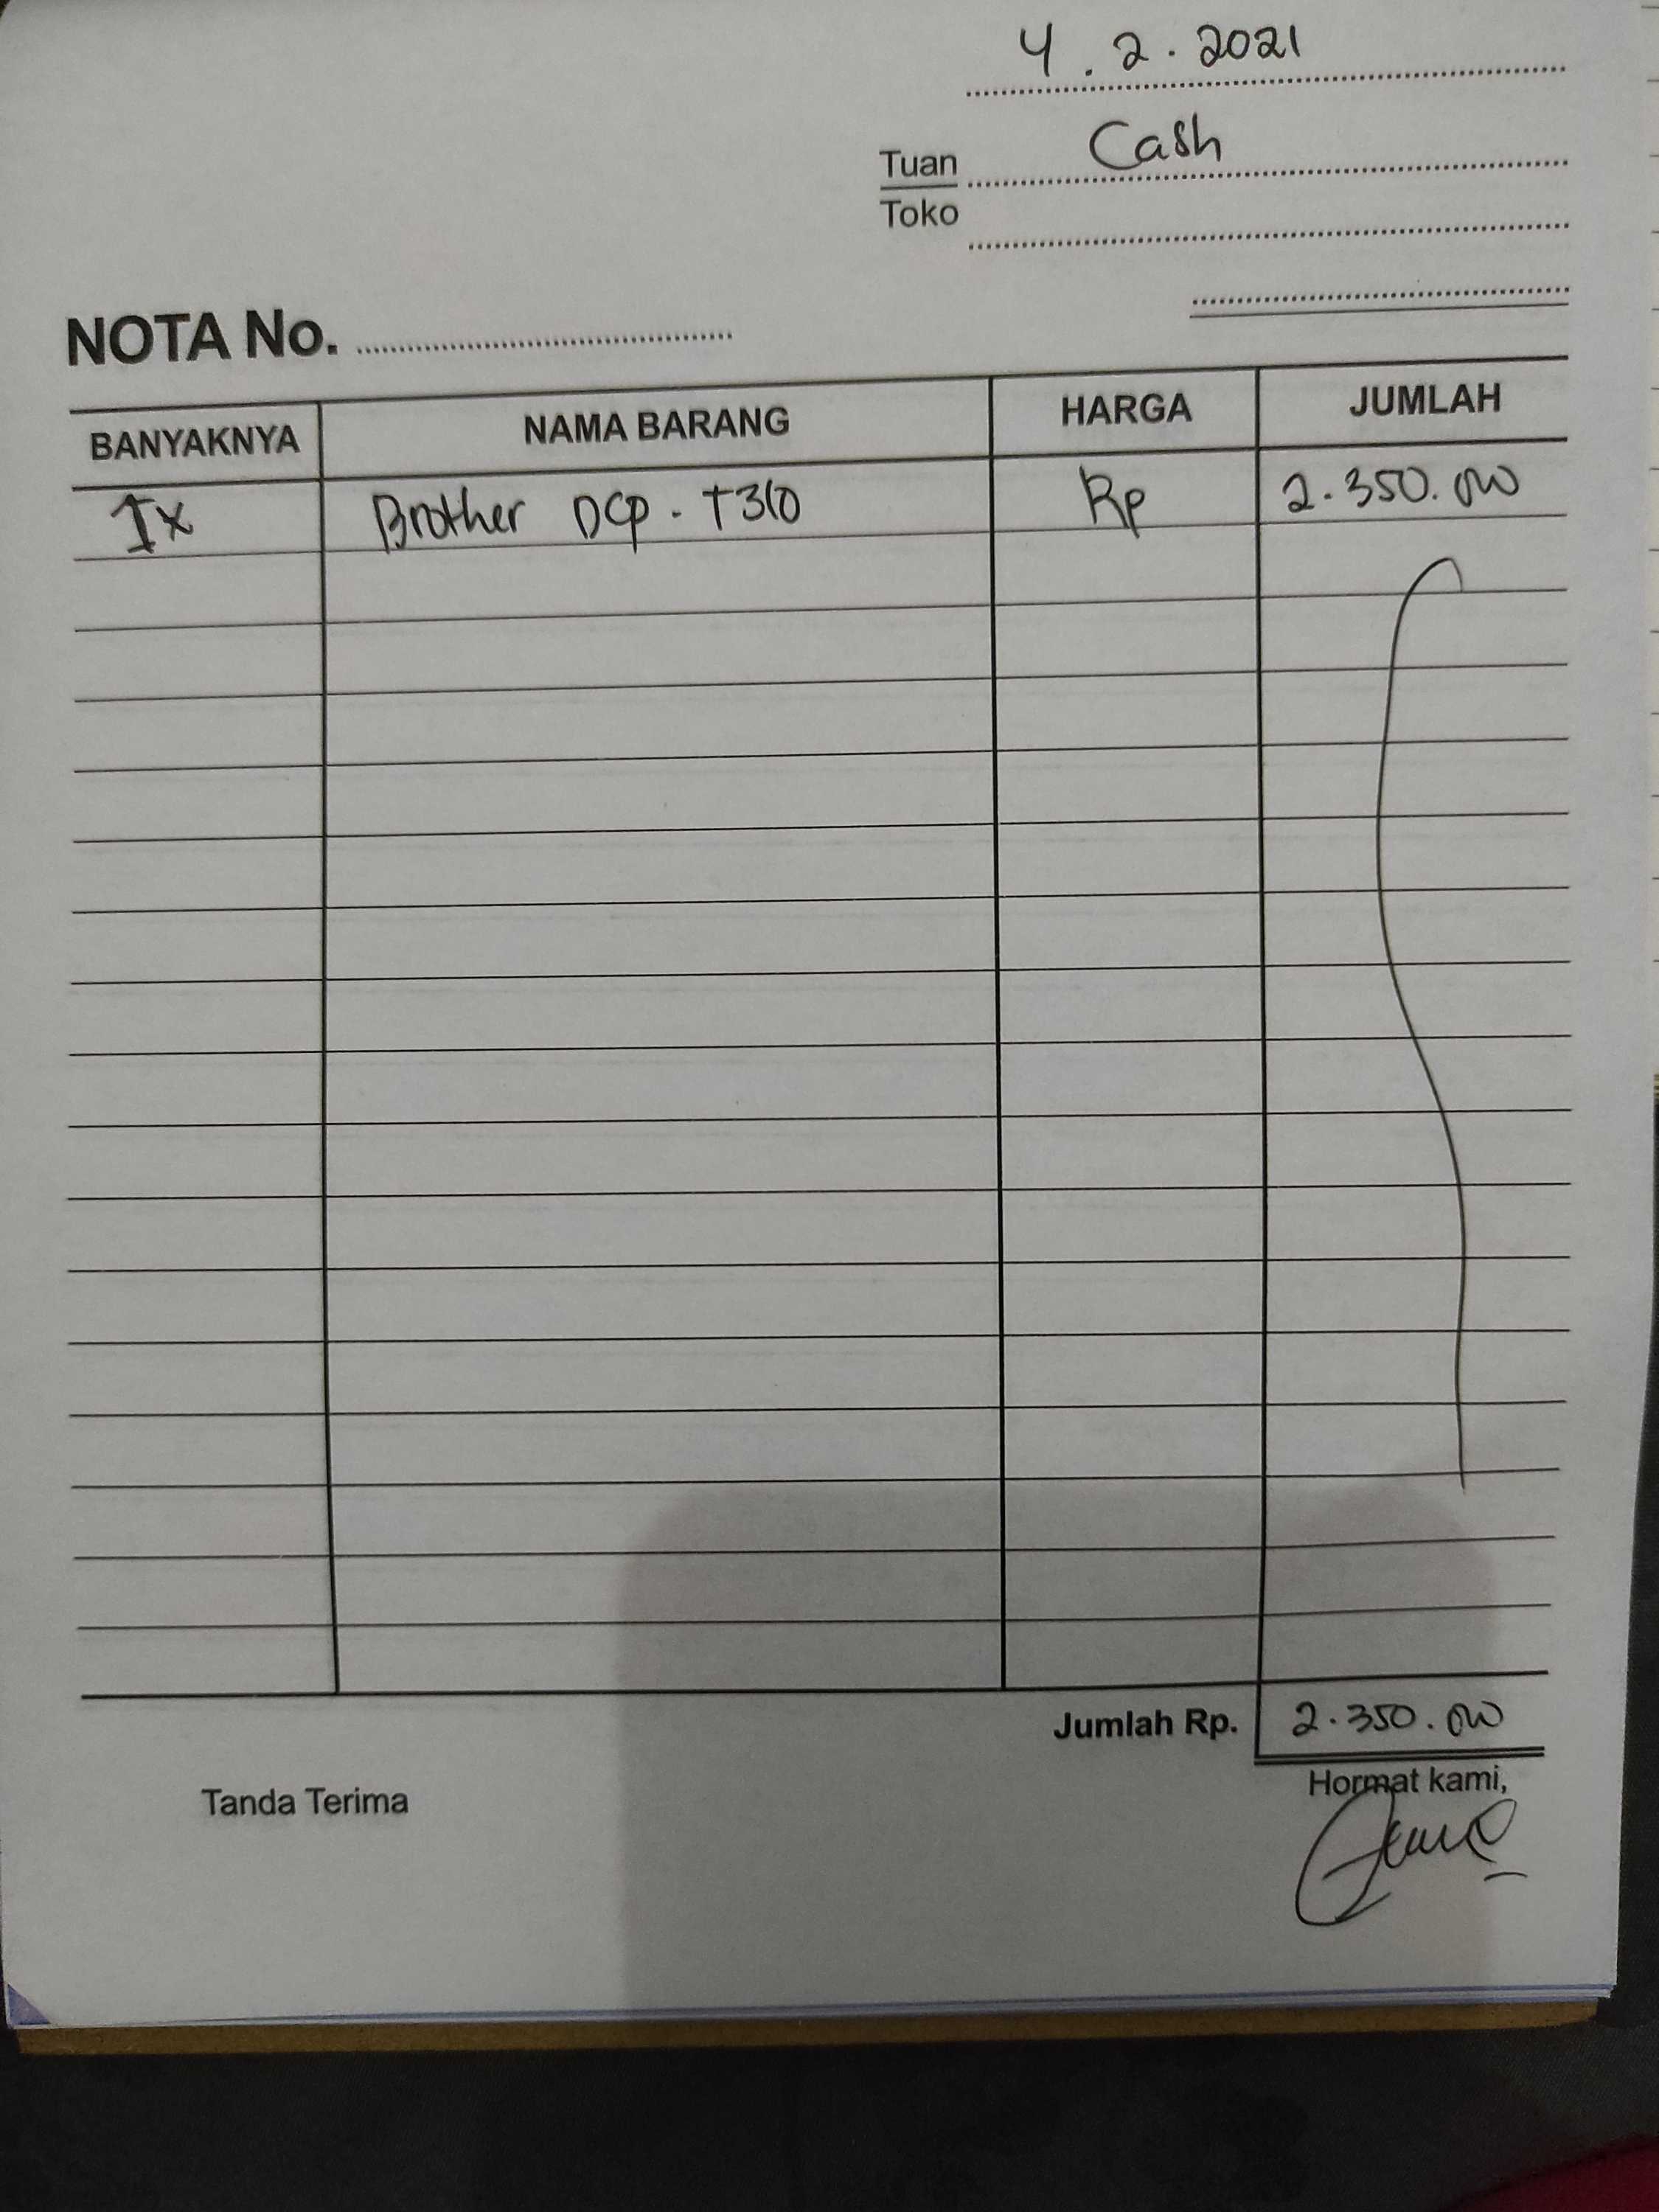 4.2.2021
Tuan Cash
Toko
NOTA No.
BANYAKNYA NAMA BARANG HARGA JUMLAH
1x Brother DCP-T310 Rp 2.350.000
Jumlah Rp. 2.350.000
Tanda Terima Hormat kami,